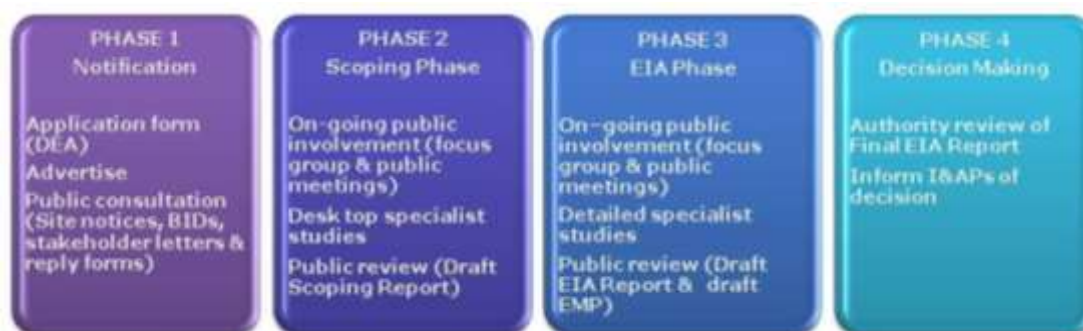 PHASE 1
Notification
Application form
(DEA)
Advertise
Public consultation
(Site notices, BIDs,
stakeholder letters &
reply forms)
PHASE 2
Scoping Phase
On-going public
involvement (focus
group & public
meetings)
Desk top specialist
studies
Public review (Draft
Scoping Report)
PHASE 3
EIA Phase
On-going public
involvement (focus
group & public
meetings)
Detailed specialist
studies
Public review (Draft
EIA Report & draft
EMP)
PHASE 4
Decision Making
Authority review of
Final EIA Report
Inform I&APs of
decision